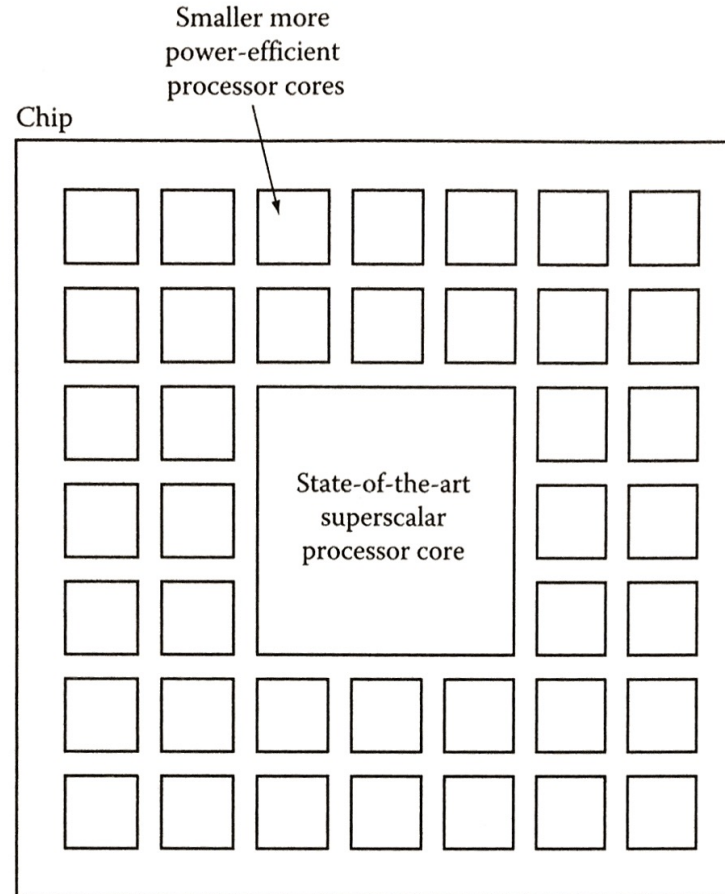 Smaller more
power-efficient
processor cores
Chip
State-of-the-art
superscalar
processor core